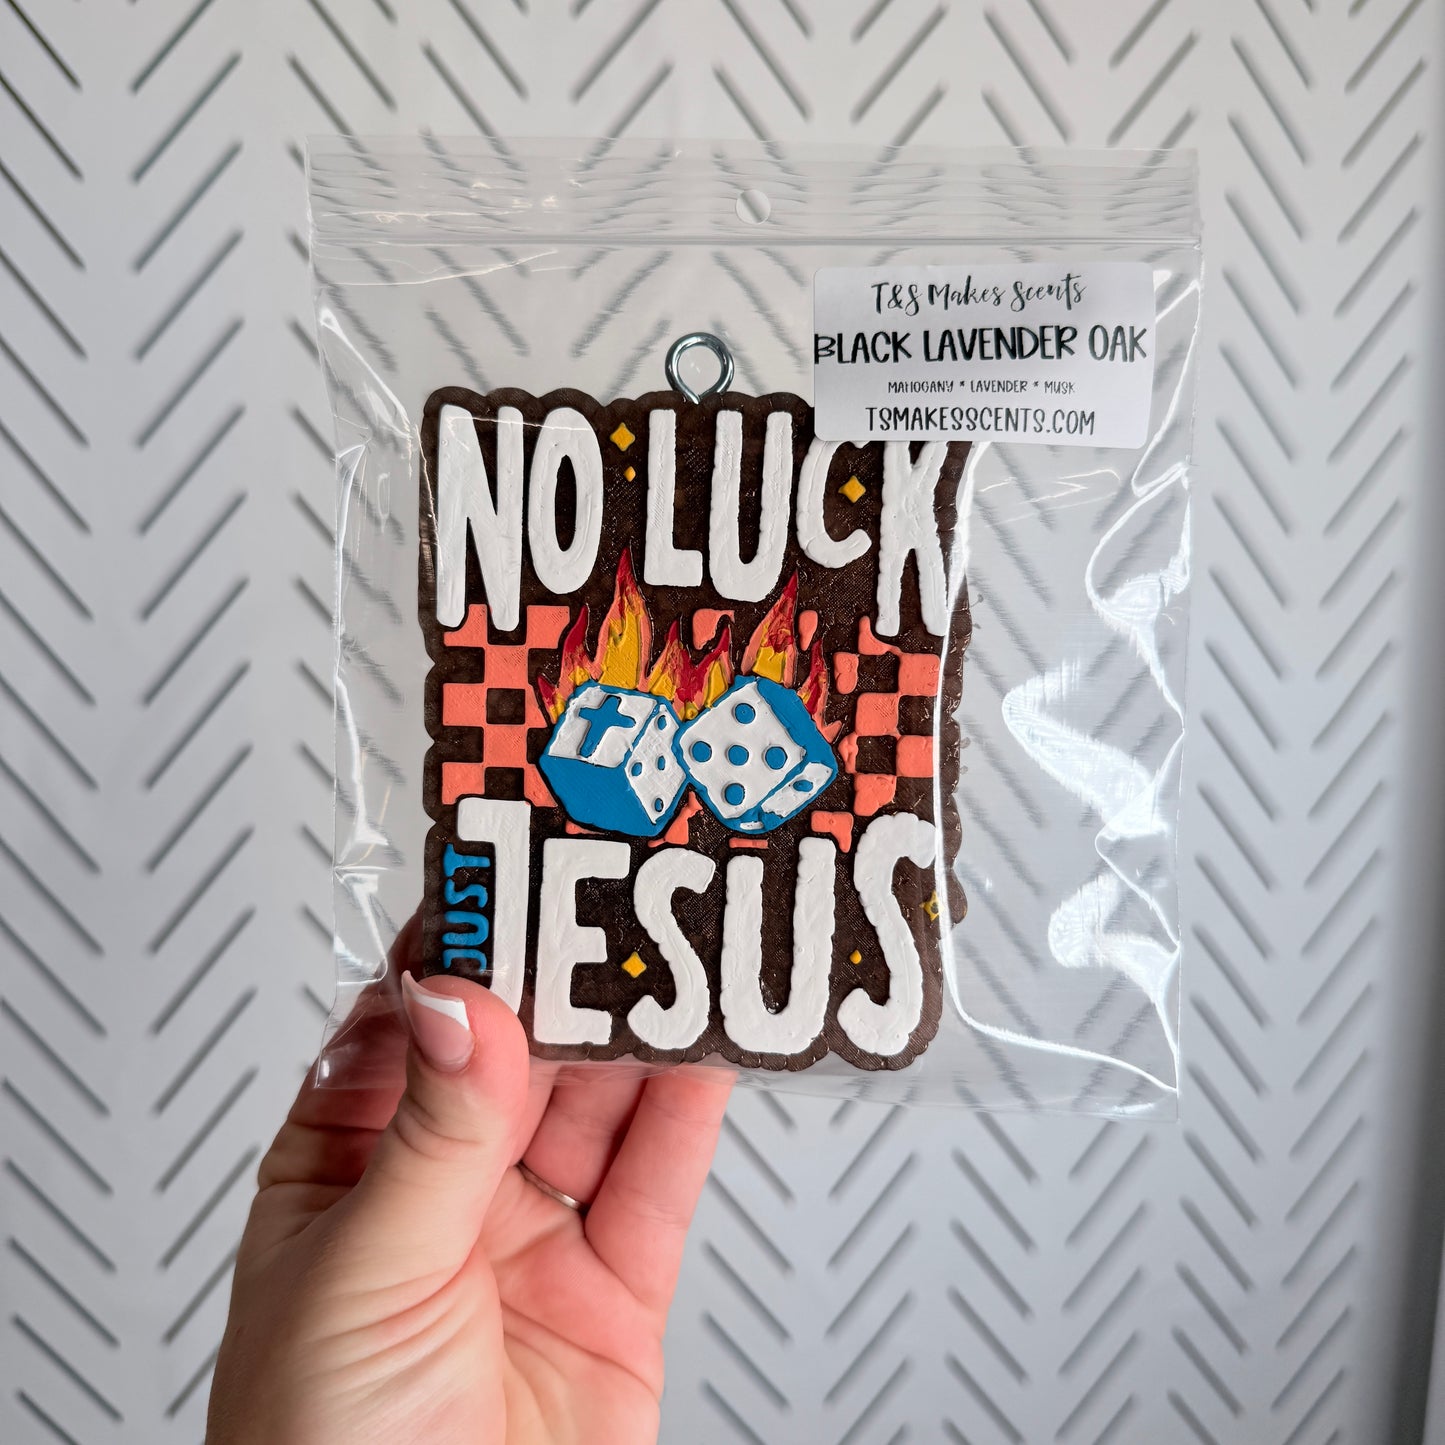 T&S Makes Scents
BLACK LAVENDER OAK
MAHOGANY * LAVENDER * MUSK
TSMAKESSCENTS.COM
NO LUCK
JUST
JESUS